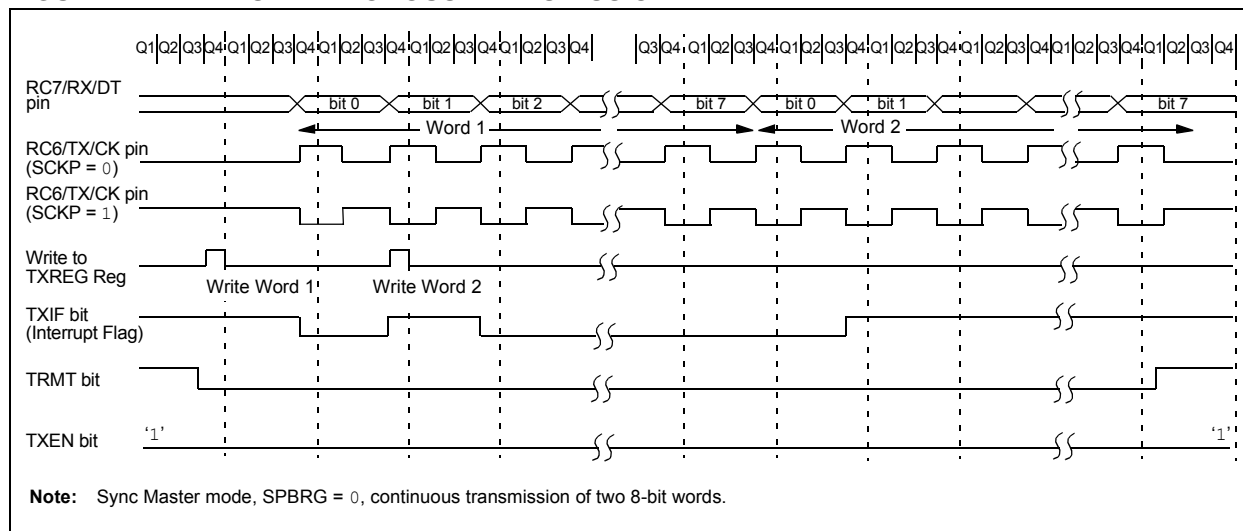 Q1 Q2 Q3 Q4 Q1 Q2 Q3 Q4 Q1 Q2 Q3 Q4 Q1 Q2 Q3 Q4 Q1 Q2 Q3 Q4 Q3 Q4 Q1 Q2 Q3 Q4 Q1 Q2 Q3 Q4 Q1 Q2 Q3 Q4 Q1 Q2 Q3 Q4 Q1 Q2 Q3 Q4 Q1 Q2 Q3 Q4
RC7/RX/DT
pin
bit 0 bit 1 bit 2 bit 7 bit 0 bit 1 bit 7
Word 1 Word 2
RC6/TX/CK pin
(SCKP = 0)
RC6/TX/CK pin
(SCKP = 1)
Write to
TXREG Reg
Write Word 1 Write Word 2
TXIF bit
(Interrupt Flag)
TRMT bit
TXEN bit
‘1’ ‘1’
Note: Sync Master mode, SPBRG = 0, continuous transmission of two 8-bit words.